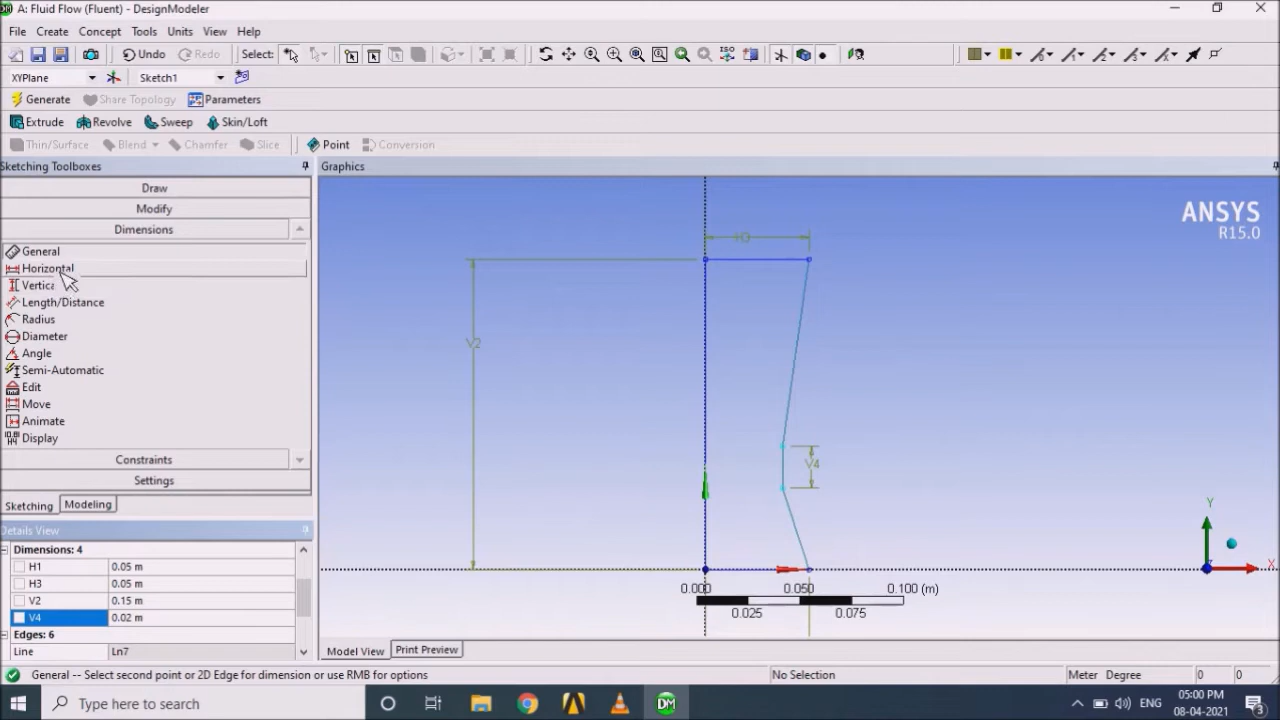 A: Fluid Flow (Fluent) - DesignModeler
File Create Concept Tools Units View Help
Undo Redo Select:
XYPlane Sketch1
Generate Share Topology Parameters
Extrude Revolve Sweep Skin/Loft
Thin/Surface Blend Chamfer Slice Point Conversion
Sketching Toolboxes
Draw
Modify
Dimensions
General
Horizontal
Vertica
Length/Distance
Radius
Diameter
Angle
Semi-Automatic
Edit
Move
Animate
Display
Constraints
Settings
Sketching Modeling
Details View
Dimensions: 4
H1 0.05 m
H3 0.05 m
V2 0.15 m
V4 0.02 m
Edges: 6
Line Ln7
Graphics
ANSYS
R15.0
V2
V4
Y
X
0.000 0.050 0.100 (m)
0.025 0.075
Model View Print Preview
General -- Select second point or 2D Edge for dimension or use RMB for options No Selection Meter Degree 0 0
Type here to search
DM
ENG
05:00 PM
08-04-2021
3